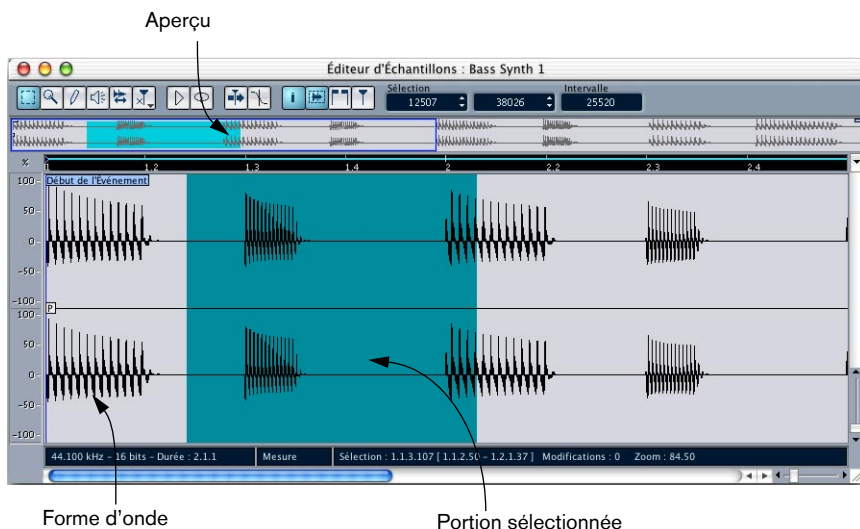 Aperçu
Éditeur d'Échantillons : Bass Synth 1
Sélection
Intervalle
12507
38026
25520
%
1
1.2
1.3
1.4
2
2.2
2.3
2.4
Début de l'Événement
100
50
0
-50
-100
P
100
50
0
-50
-100
44.100 kHz - 16 bits - Durée : 2.1.1
Mesure
Sélection : 1.1.3.107 [ 1.1.2.50 - 1.2.1.37 ] Modifications : 0 Zoom : 84.50
Forme d'onde
Portion sélectionnée